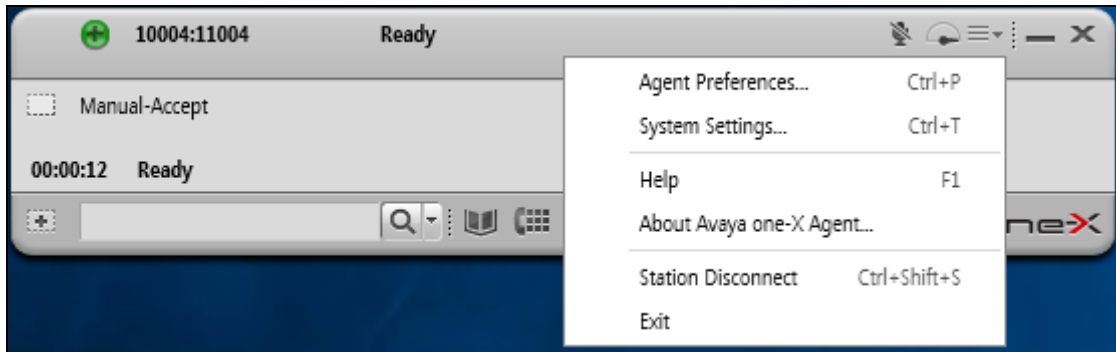 10004:11004 Ready
Agent Preferences... Ctrl+P
Manual-Accept
System Settings... Ctrl+T
00:00:12 Ready
Help F1
About Avaya one-X Agent...
ne-X
Station Disconnect Ctrl+Shift+S
Exit